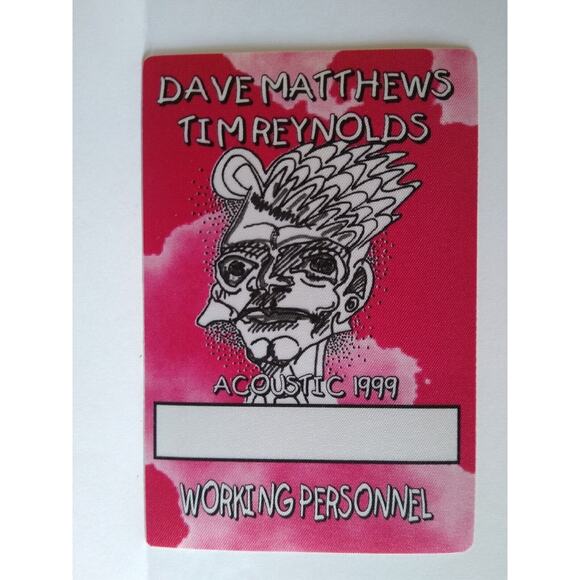 DAVE MATTHEWS
TIM REYNOLDS
ACOUSTIC 1999
WORKING PERSONNEL